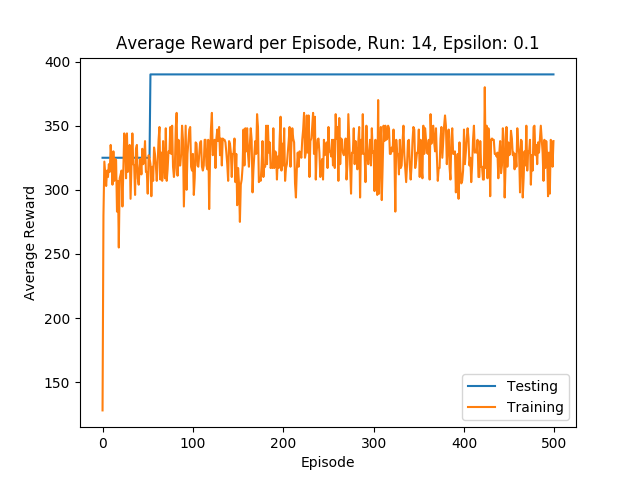 Average Reward per Episode, Run: 14, Epsilon: 0.1
400
350
300
250
200
150
Average Reward
0 100 200 300 400 500
Episode
Testing
Training